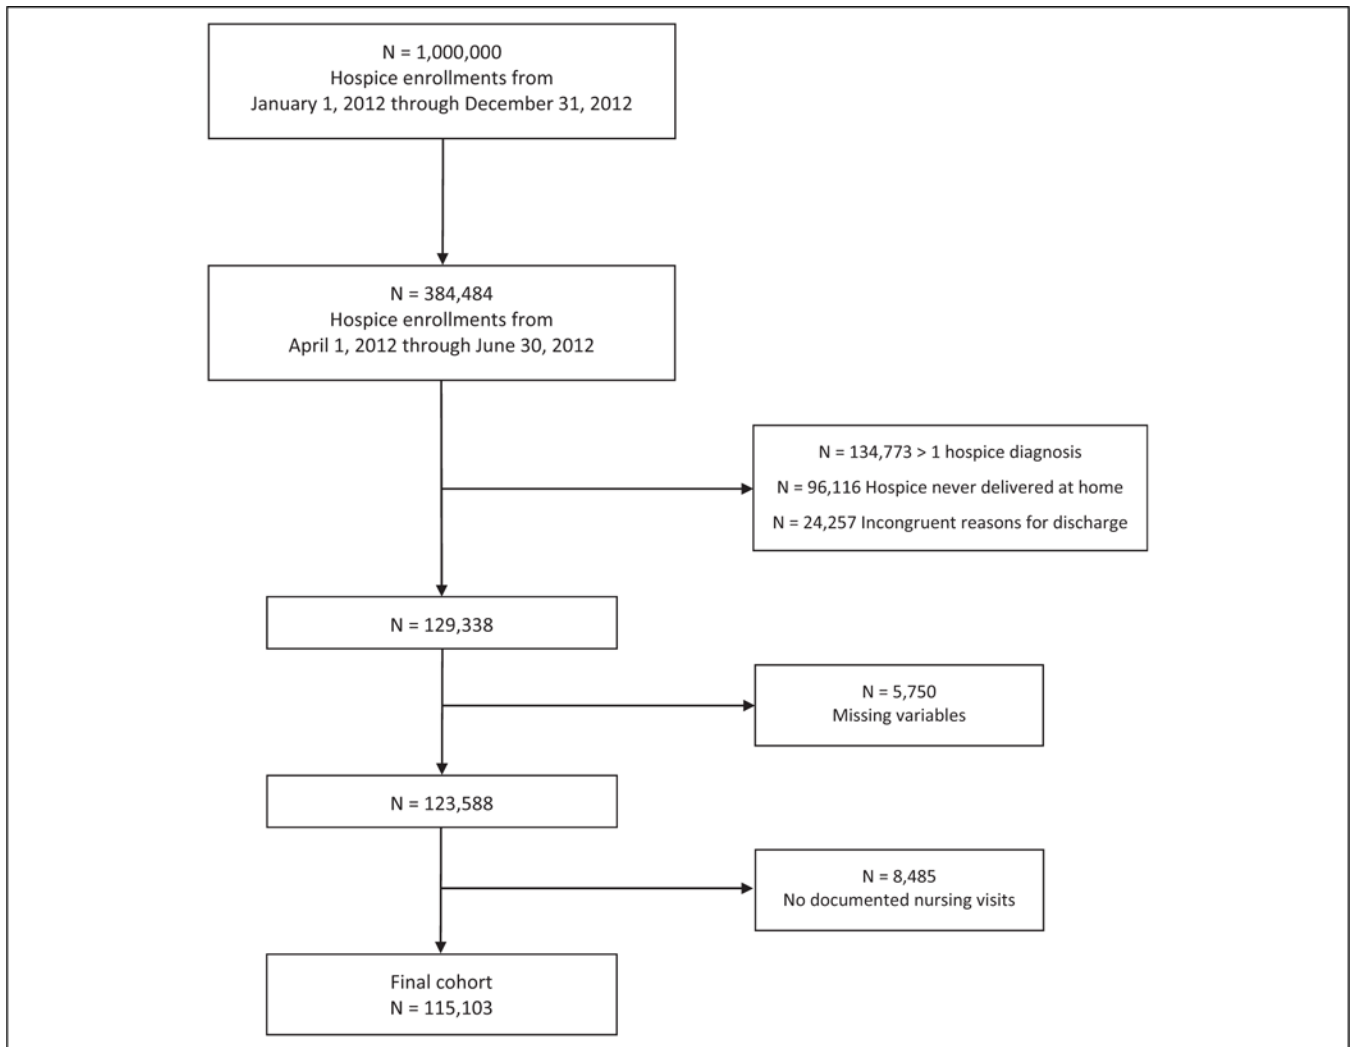 N = 1,000,000
Hospice enrollments from
January 1, 2012 through December 31, 2012
N = 384,484
Hospice enrollments from
April 1, 2012 through June 30, 2012
N = 134,773 > 1 hospice diagnosis
N = 96,116 Hospice never delivered at home
N = 24,257 Incongruent reasons for discharge
N = 129,338
N = 5,750
Missing variables
N = 123,588
N = 8,485
No documented nursing visits
Final cohort
N = 115,103